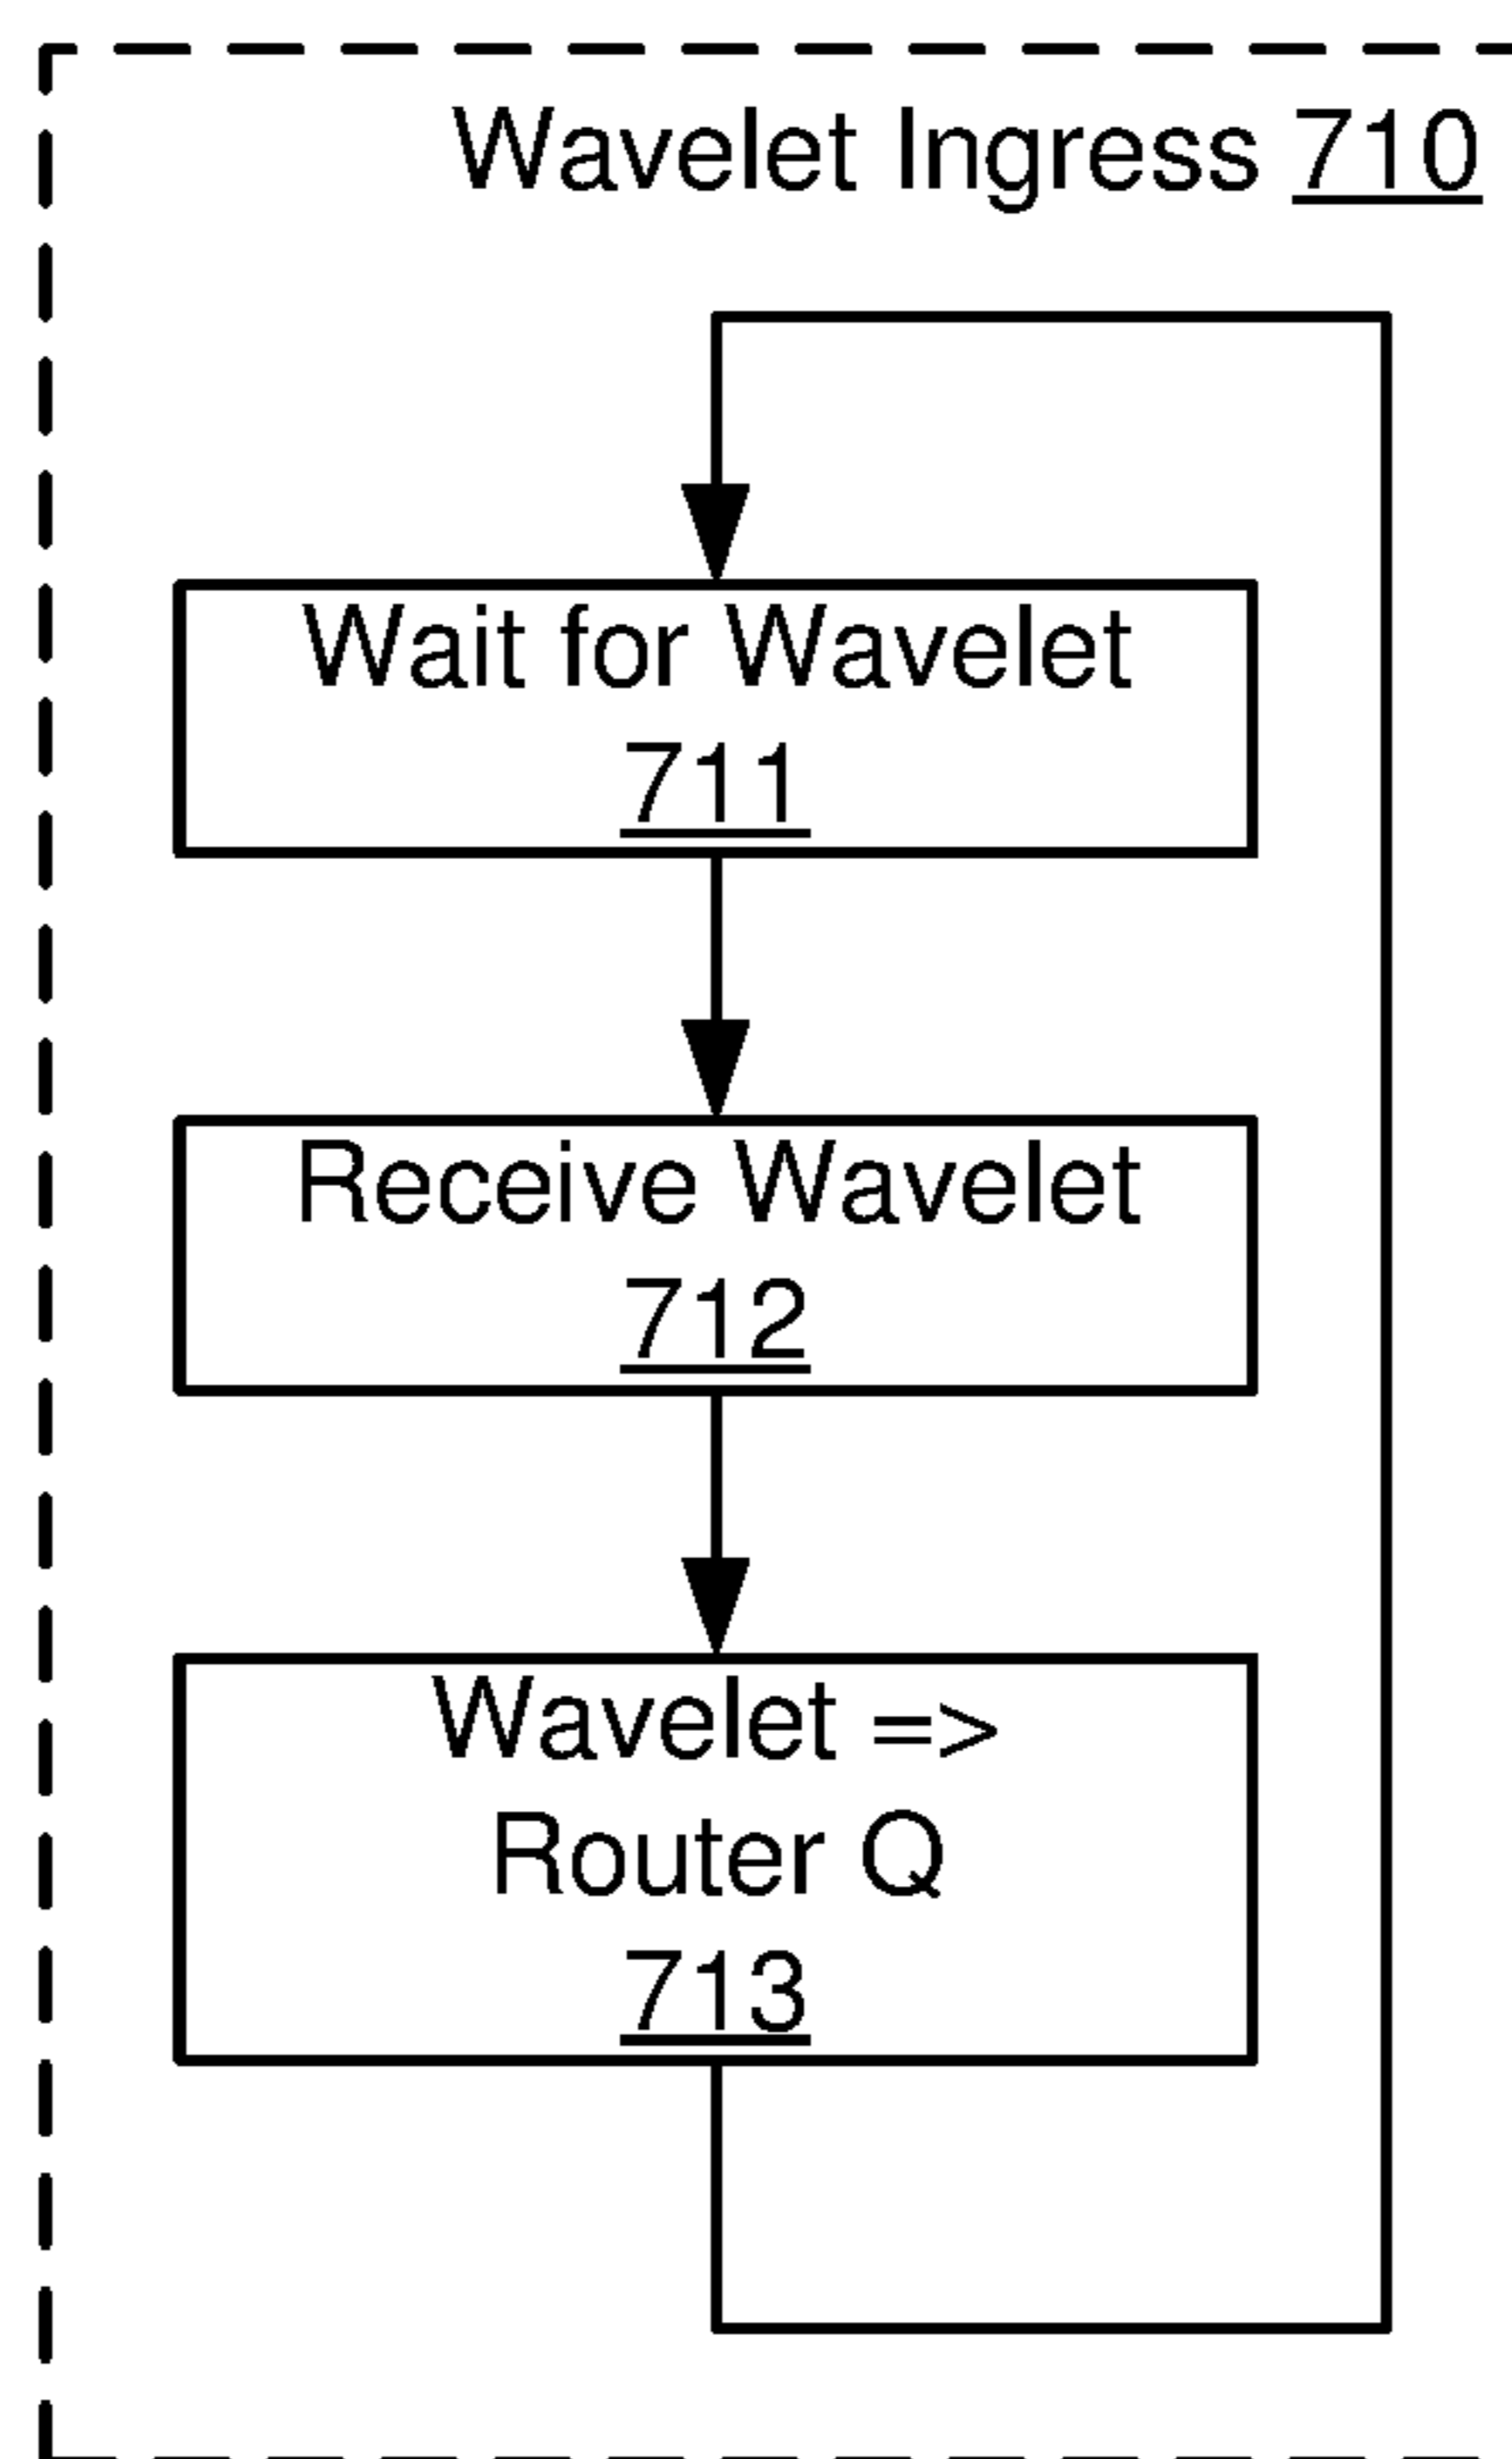 Wavelet Ingress 710
Wait for Wavelet
711
Receive Wavelet
712
Wavelet =>
Router Q
713